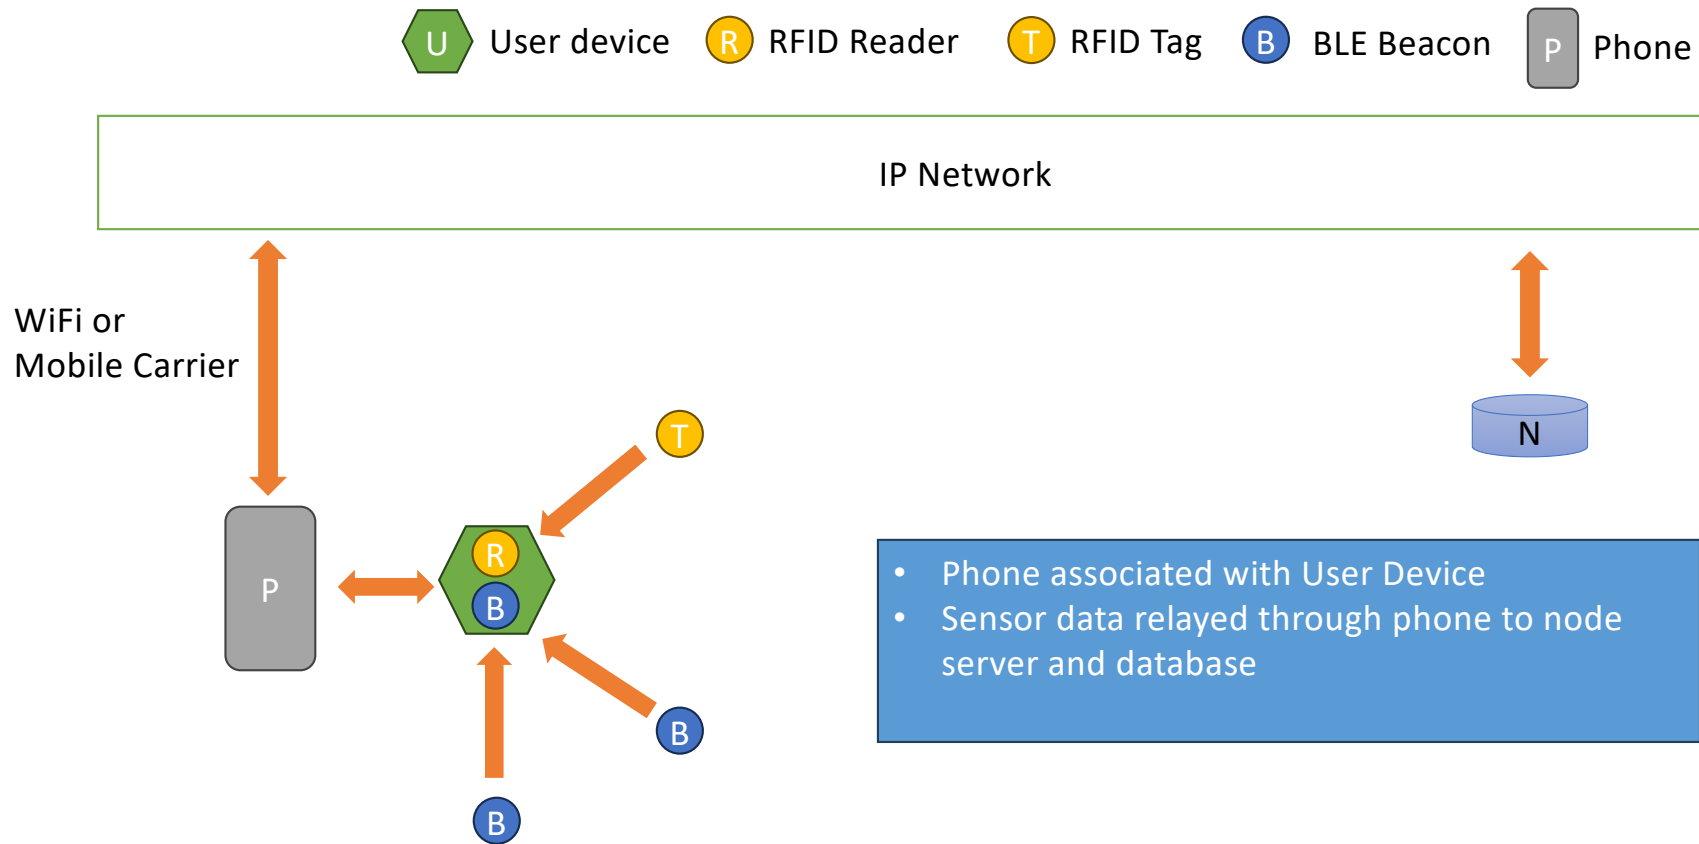 U User device R RFID Reader T RFID Tag B BLE Beacon P Phone
IP Network
WiFi or
Mobile Carrier
T
N
R
P
B
B
B
• Phone associated with User Device
• Sensor data relayed through phone to node
server and database